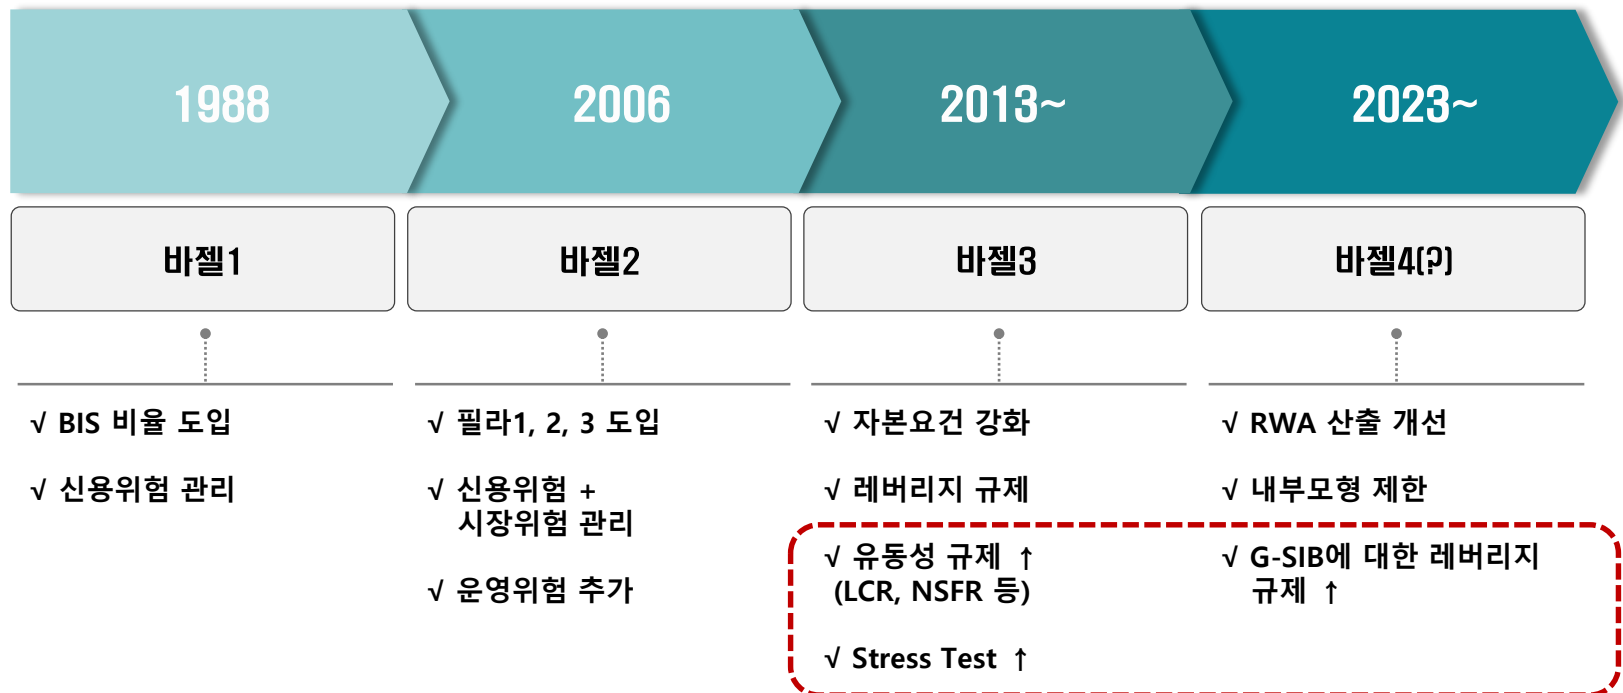 1988
2006
2013~
2023~
바젤1
바젤2
바젤3
바젤4(?)
√ BIS 비율 도입
√ 신용위험 관리
√ 필라1, 2, 3 도입
√ 신용위험 +
시장위험 관리
√ 운영위험 추가
√ 자본요건 강화
√ 레버리지 규제
√ 유동성 규제 ↑
(LCR, NSFR 등)
√ Stress Test ↑
√ RWA 산출 개선
√ 내부모형 제한
√ G-SIB에 대한 레버리지
규제 ↑